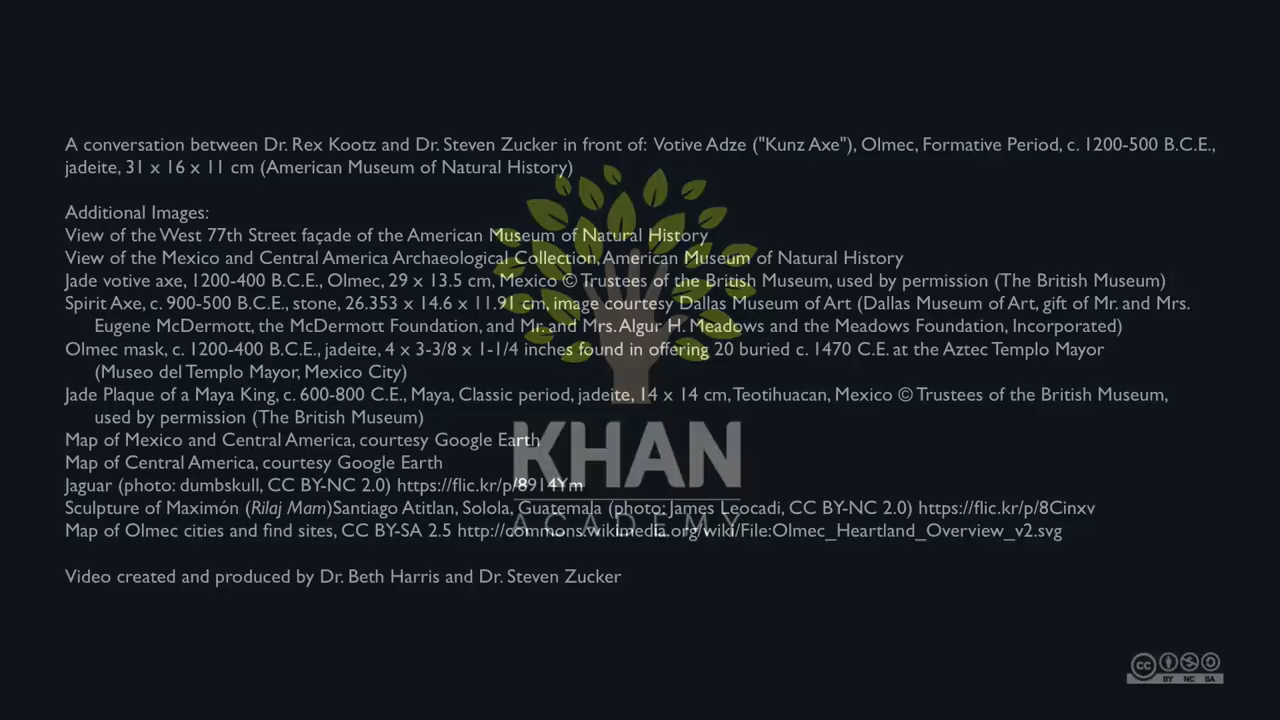 A conversation between Dr. Rex Kootz and Dr. Steven Zucker in front of: Votive Adze ("Kunz Axe"), Olmec, Formative Period, c. 1200-500 B.C.E.,
jadeite, 31 x 16 x 11 cm (American Museum of Natural History)
Additional Images:
View of the West 77th Street façade of the American Museum of Natural History
View of the Mexico and Central America Archaeological Collection, American Museum of Natural History
Jade votive axe, 1200-400 B.C.E., Olmec, 29 x 13.5 cm, Mexico © Trustees of the British Museum, used by permission (The British Museum)
Spirit Axe, c. 900-500 B.C.E., stone, 26.353 x 14.6 x 11.91 cm, image courtesy Dallas Museum of Art (Dallas Museum of Art, gift of Mr. and Mrs.
Eugene McDermott, the McDermott Foundation, and Mr. and Mrs. Algur H. Meadows and the Meadows Foundation, Incorporated)
Olmec mask, c. 1200-400 B.C.E., jadeite, 4 x 3-3/8 x 1-1/4 inches found in offering 20 buried c. 1470 C.E. at the Aztec Templo Mayor
(Museo del Templo Mayor, Mexico City)
Jade Plaque of a Maya King, c. 600-800 C.E., Maya, Classic period, jadeite, 14 x 14 cm, Teotihuacan, Mexico © Trustees of the British Museum,
used by permission (The British Museum)
Map of Mexico and Central America, courtesy Google Earth
Map of Central America, courtesy Google Earth
Jaguar (photo: dumbskull, CC BY-NC 2.0) https://flic.kr/p/8914Ym
Sculpture of Maximón (Rilaj Mam)Santiago Atitlan, Solola, Guatemala (photo: James Leocadi, CC BY-NC 2.0) https://flic.kr/p/8Cinxv
Map of Olmec cities and find sites, CC BY-SA 2.5 http://commons.wikimedia.org/wiki/File:Olmec_Heartland_Overview_v2.svg
Video created and produced by Dr. Beth Harris and Dr. Steven Zucker
KHAN
ACADEMY
cc
BY NC SA